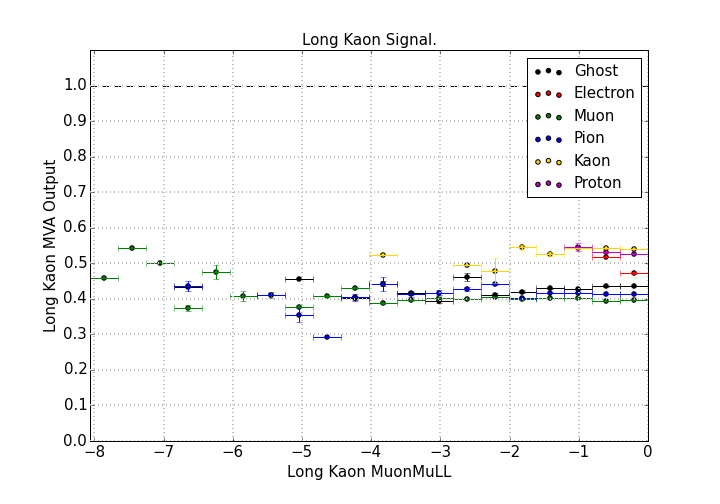 Long Kaon Signal.
Ghost
Electron
Muon
Pion
Kaon
Proton
Long Kaon MVA Output
1.0
0.9
0.8
0.7
0.6
0.5
0.4
0.3
0.2
0.1
0.0
−8 −7 −6 −5 −4 −3 −2 −1 0
Long Kaon MuonMuLL